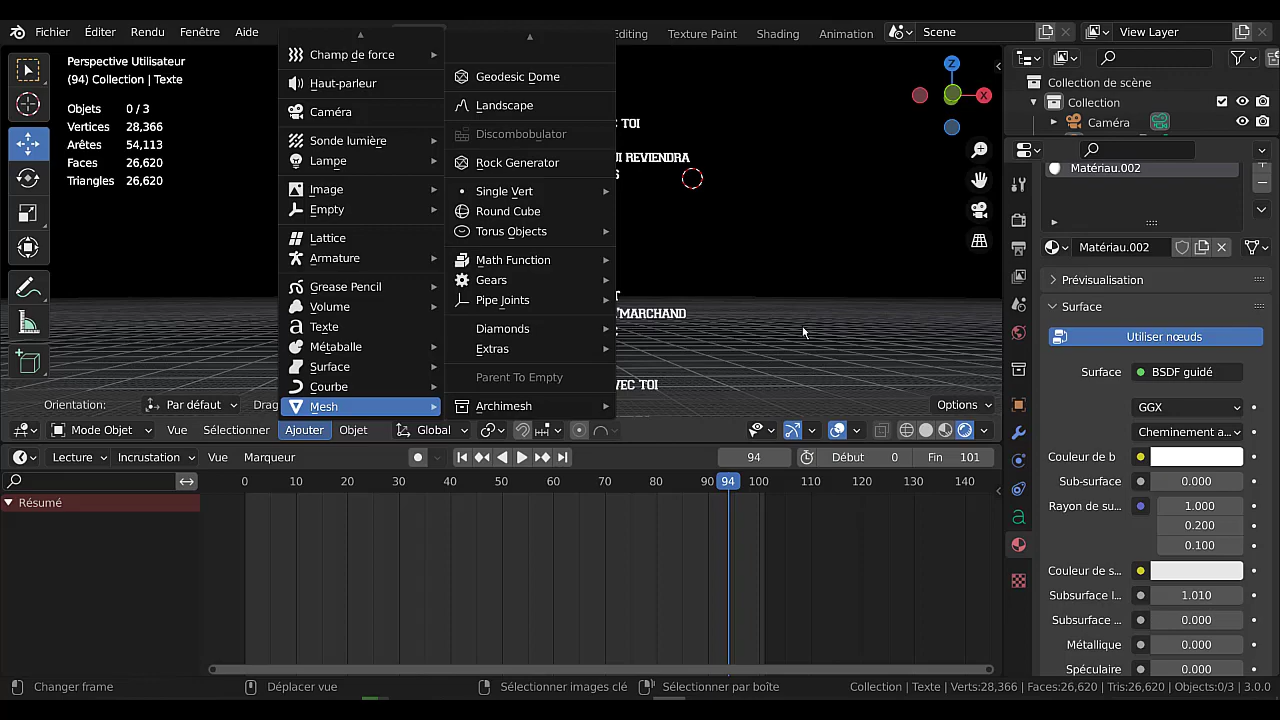 Fichier Éditer Rendu Fenêtre Aide
Editing Texture Paint Shading Animation
Scene
View Layer
Perspective Utilisateur
(94) Collection | Texte
Objets 0 / 3
Vertices 28,366
Arêtes 54,113
Faces 26,620
Triangles 26,620
Champ de force
Haut-parleur
Caméra
Sonde lumière
Lampe
Image
Empty
Lattice
Armature
Grease Pencil
Volume
Texte
Métaballe
Surface
Courbe
Mesh
Geodesic Dome
Landscape
Discombobulator
Rock Generator
Single Vert
Round Cube
Torus Objects
Math Function
Gears
Pipe Joints
Diamonds
Extras
Parent To Empty
Archimesh
TOI
REVIENDRA
MARCHAND
AVEC TOI
Z
X
Collection de scène
Collection
Caméra
Matériau.002
Matériau.002
Prévisualisation
Surface
Utiliser nœuds
Surface BSDF guidé
GGX
Cheminement a...
Couleur de b
Sub-surface 0.000
Rayon de su... 1.000
0.200
0.100
Couleur de s...
Subsurface I... 1.010
Subsurface ... 0.000
Métallique 0.000
Spéculaire 0.000
Orientation: Par défaut Drag
Options
Mode Objet Vue Sélectionner Ajouter Objet Global
Lecture Incrustation Vue Marqueur
94 Début 0 Fin 101
0 10 20 30 40 50 60 70 80 90 94 100 110 120 130 140
Résumé
Changer frame Déplacer vue Sélectionner images clé Sélectionner par boîte
Collection | Texte | Verts:28,366 | Faces:26,620 | Tris:26,620 | Objects:0/3 | 3.0.0